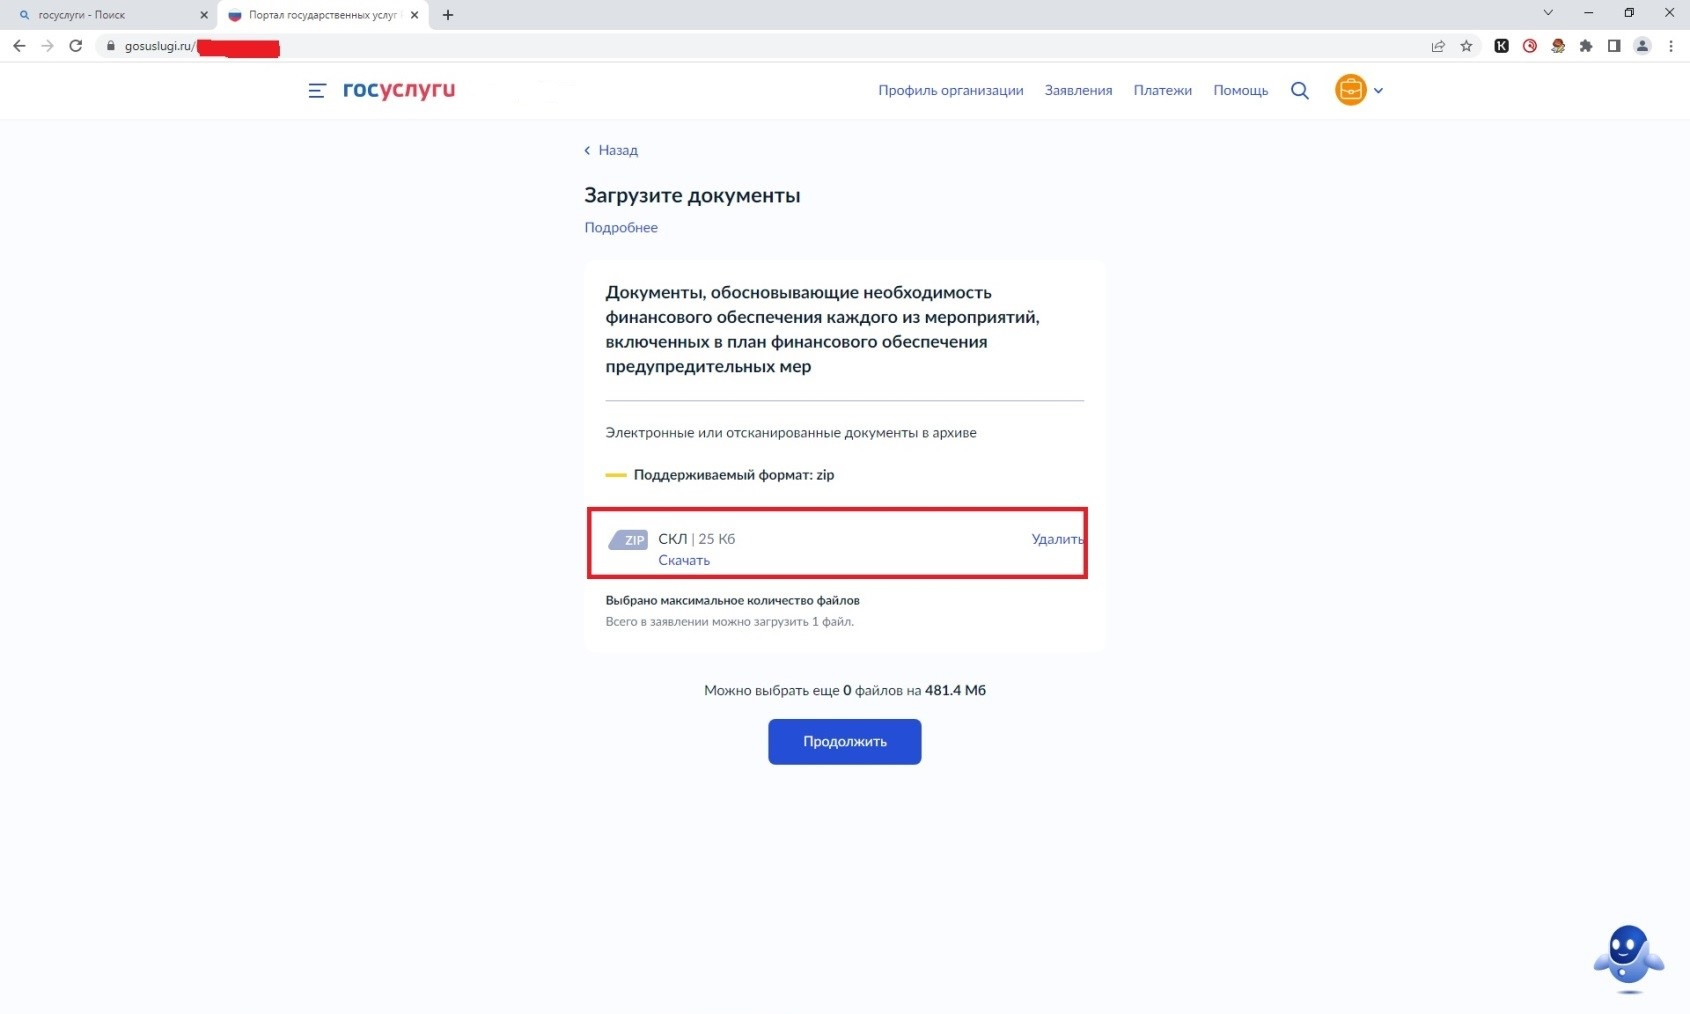 госуслуги - Поиск
Портал государственных услуг
gosuslugi.ru/
госуслуги
Профиль организации
Заявления
Платежи
Помощь
Назад
Загрузите документы
Подробнее
Документы, обосновывающие необходимость
финансового обеспечения каждого из мероприятий,
включенных в план финансового обеспечения
предупредительных мер
Электронные или отсканированные документы в архиве
Поддерживаемый формат: zip
ZIP
СКЛ | 25 Кб
Удалить
Скачать
Выбрано максимальное количество файлов
Всего в заявлении можно загрузить 1 файл.
Можно выбрать еще 0 файлов на 481.4 Мб
Продолжить